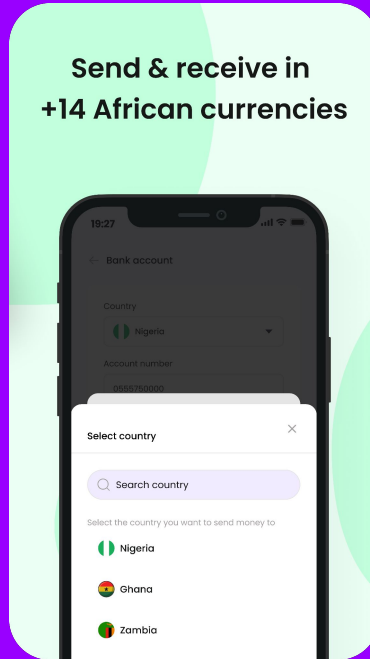 Send & receive in
+14 African currencies
19:27
Bank account
Country
Nigeria
Account number
0555750000
Select country
Search country
Select the country you want to send money to
Nigeria
Ghana
Zambia